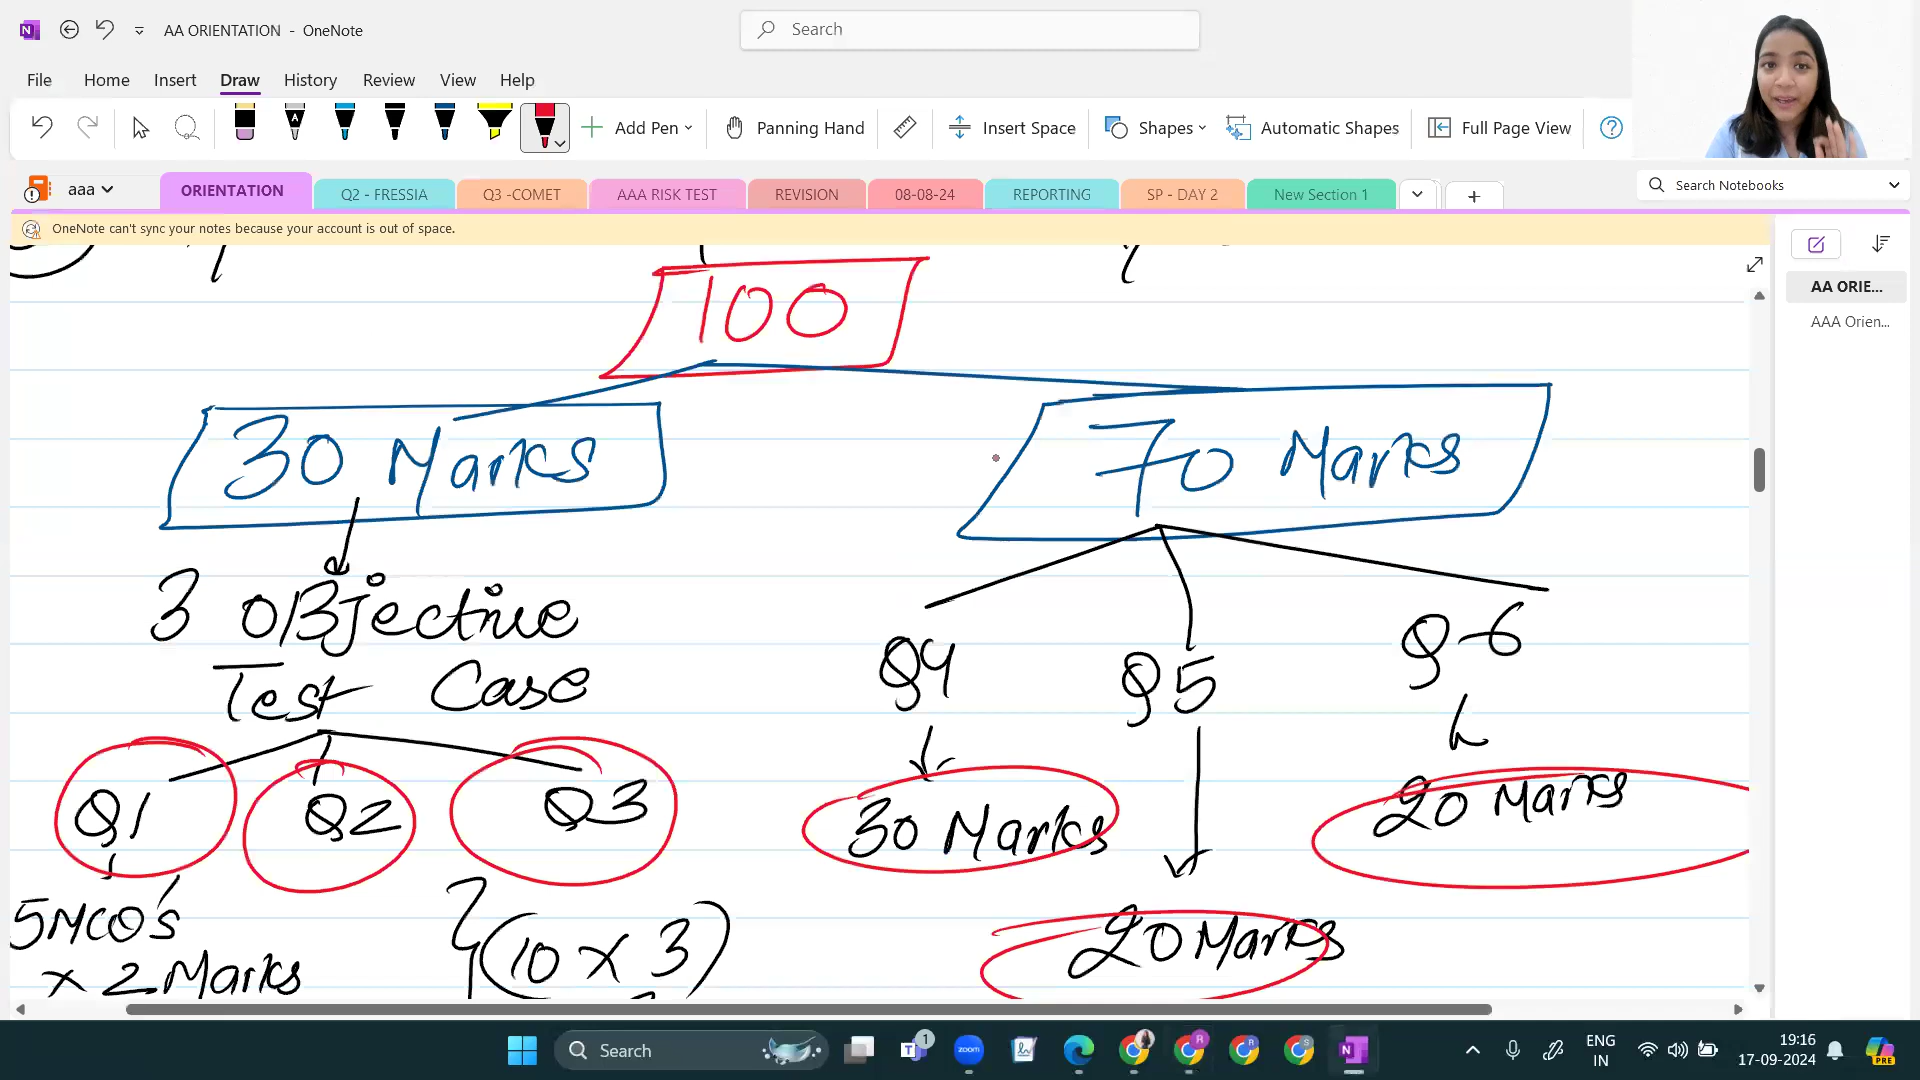 AA ORIENTATION - OneNote
Search
File Home Insert Draw History Review View Help
Add Pen Panning Hand Insert Space Shapes Automatic Shapes Full Page View
aaa ORIENTATION Q2 - FRESSIA Q3 -COMET AAA RISK TEST REVISION 08-08-24 REPORTING SP - DAY 2 New Section 1 Search Notebooks
OneNote can't sync your notes because your account is out of space.
AA ORIE...
AAA Orien...
100
30 Marks 70 Marks
3 OBjective
Test Case
Q4 Q5 Q-6
Q1 Q2 Q3
30 Marks 20 Marks
5MCQ's
x 2 Marks
(10 x 3)
20 Marks
Search
1
zoom
ENG
IN
19:16
17-09-2024
PRE